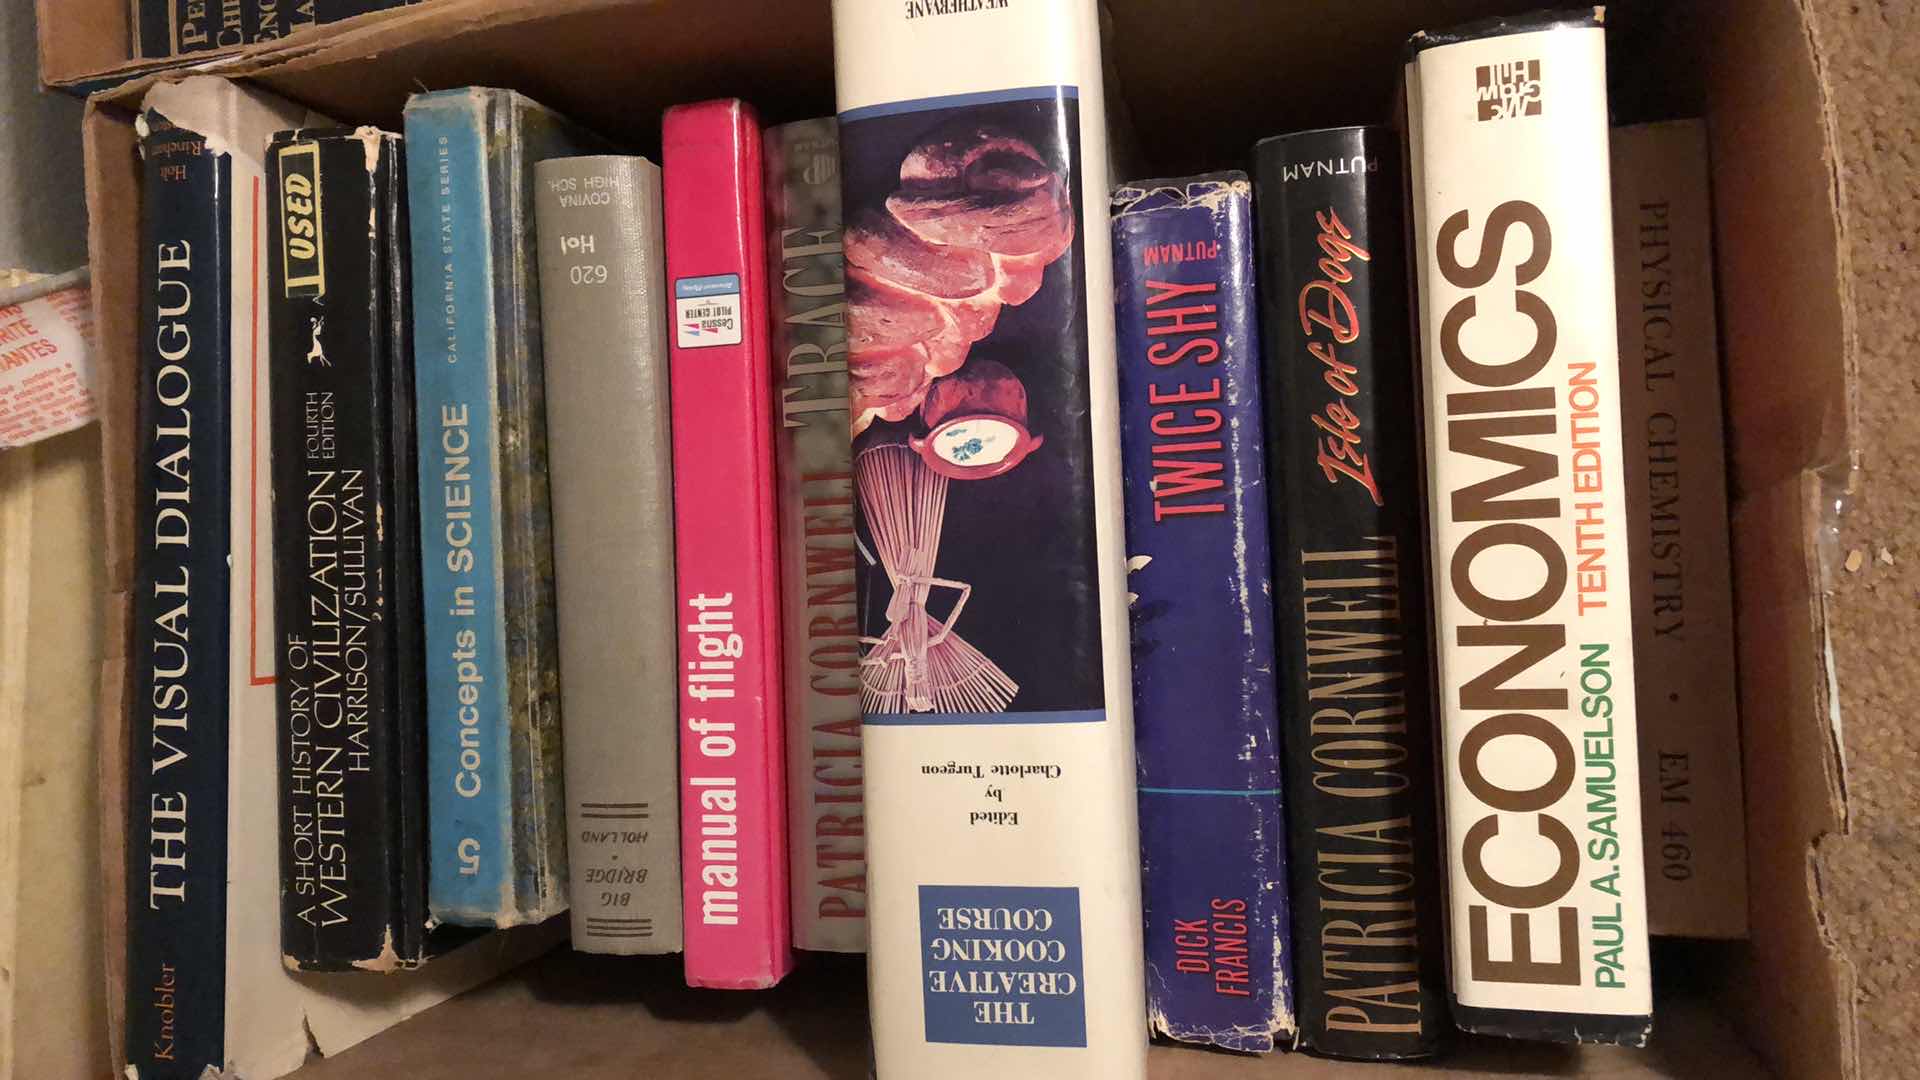 THE VISUAL DIALOGUE
Knobler
Holt
Rinehart
USED
A SHORT HISTORY OF
WESTERN CIVILIZATION
FOURTH
EDITION
HARRISON/SULLIVAN
5 Concepts in SCIENCE
CALIFORNIA STATE SERIES
COVINA
HIGH SCH.
620
Hol
BIG
BRIDGE
HOLLAND
manual of flight
Cessna
PILOT CENTER
PATRICIA CORNWELL
TRACE
PUTNAM
WEATHERVANE
THE
CREATIVE
COOKING
COURSE
Edited
by
Charlotte Turgeon
DICK
FRANCIS
TWICE SHY
PUTNAM
PATRICIA CORNWELL
Isle of Dogs
PUTNAM
ECONOMICS
PAUL A. SAMUELSON
TENTH EDITION
Mc
Graw
Hill
PHYSICAL CHEMISTRY • EM 460